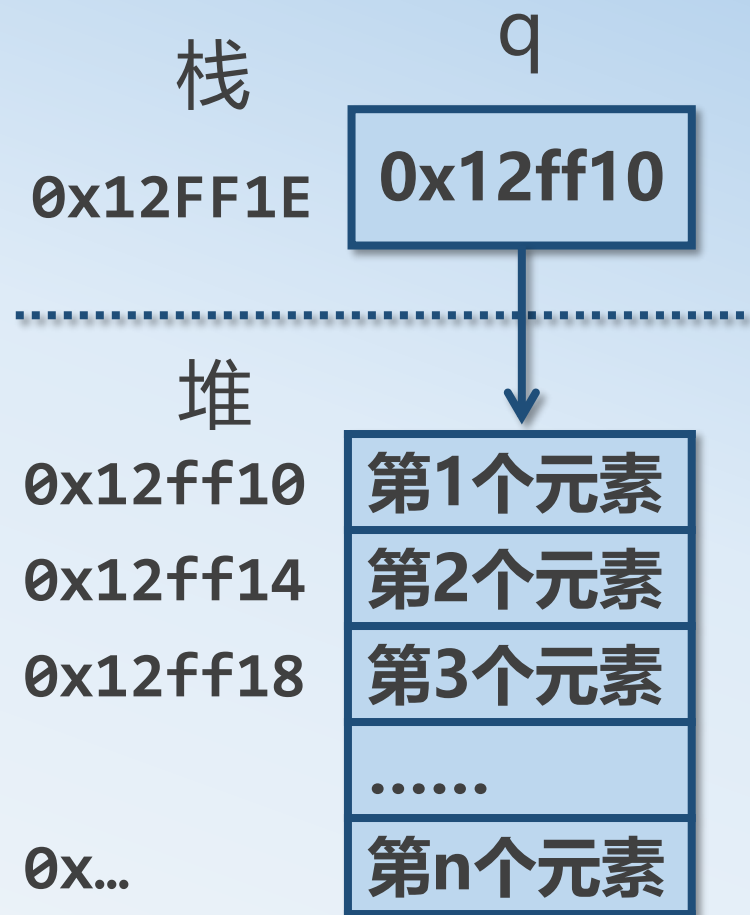 q
栈
0x12FF1E 0x12ff10
堆
0x12ff10 第1个元素
0x12ff14 第2个元素
0x12ff18 第3个元素
......
0x… 第n个元素